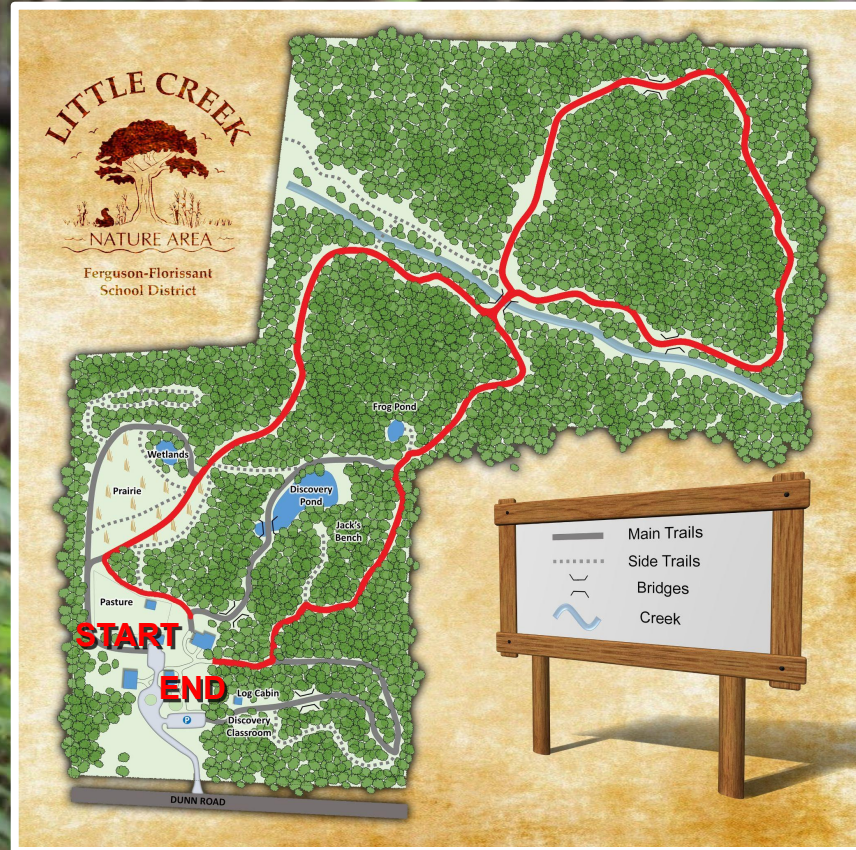 LITTLE CREEK
NATURE AREA
Ferguson-Florissant
School District
Frog Pond
Wetlands
Prairie
Discovery
Pond
Jack's
Bench
Pasture
START
END
Log Cabin
P
Discovery
Classroom
DUNN ROAD
Main Trails
Side Trails
Bridges
Creek